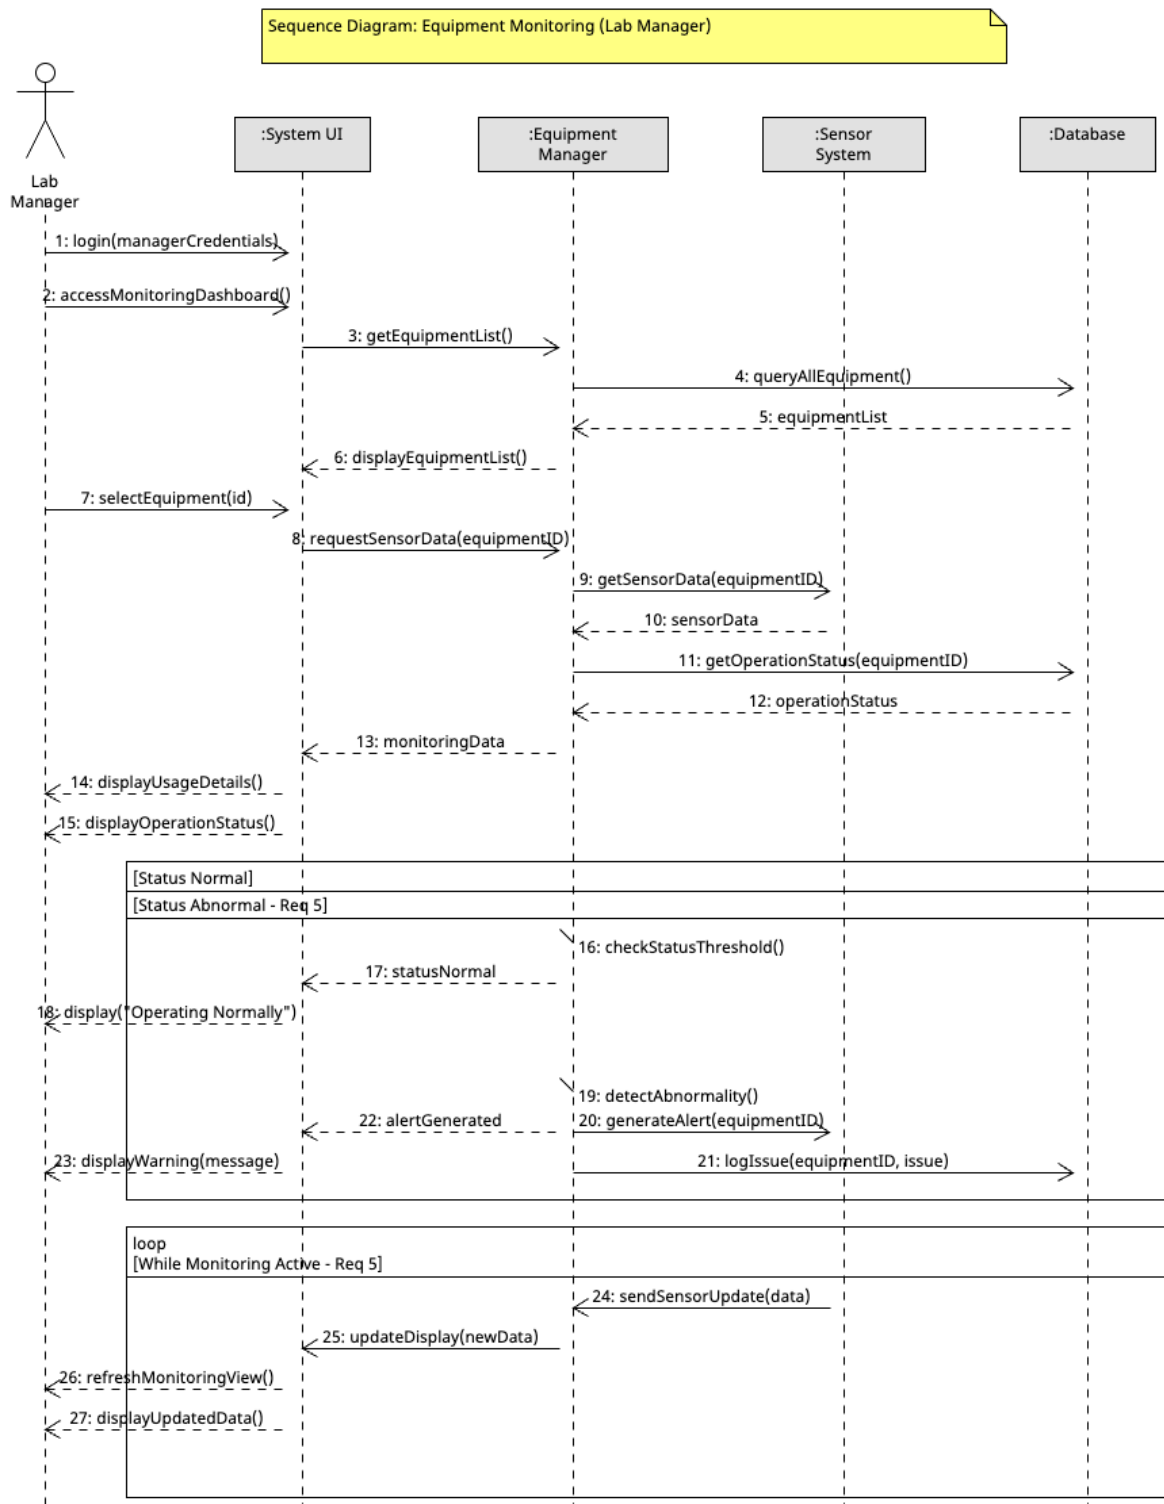 Sequence Diagram: Equipment Monitoring (Lab Manager)
Lab
Manager
:System UI
:Equipment
Manager
:Sensor
System
:Database
1: login(managerCredentials)
2: accessMonitoringDashboard()
3: getEquipmentList()
4: queryAllEquipment()
5: equipmentList
6: displayEquipmentList()
7: selectEquipment(id)
8: requestSensorData(equipmentID)
9: getSensorData(equipmentID)
10: sensorData
11: getOperationStatus(equipmentID)
12: operationStatus
13: monitoringData
14: displayUsageDetails()
15: displayOperationStatus()
[Status Normal]
[Status Abnormal - Req 5]
16: checkStatusThreshold()
17: statusNormal
18: display("Operating Normally")
19: detectAbnormality()
22: alertGenerated
20: generateAlert(equipmentID)
23: displayWarning(message)
21: logIssue(equipmentID, issue)
loop
[While Monitoring Active - Req 5]
24: sendSensorUpdate(data)
25: updateDisplay(newData)
26: refreshMonitoringView()
27: displayUpdatedData()